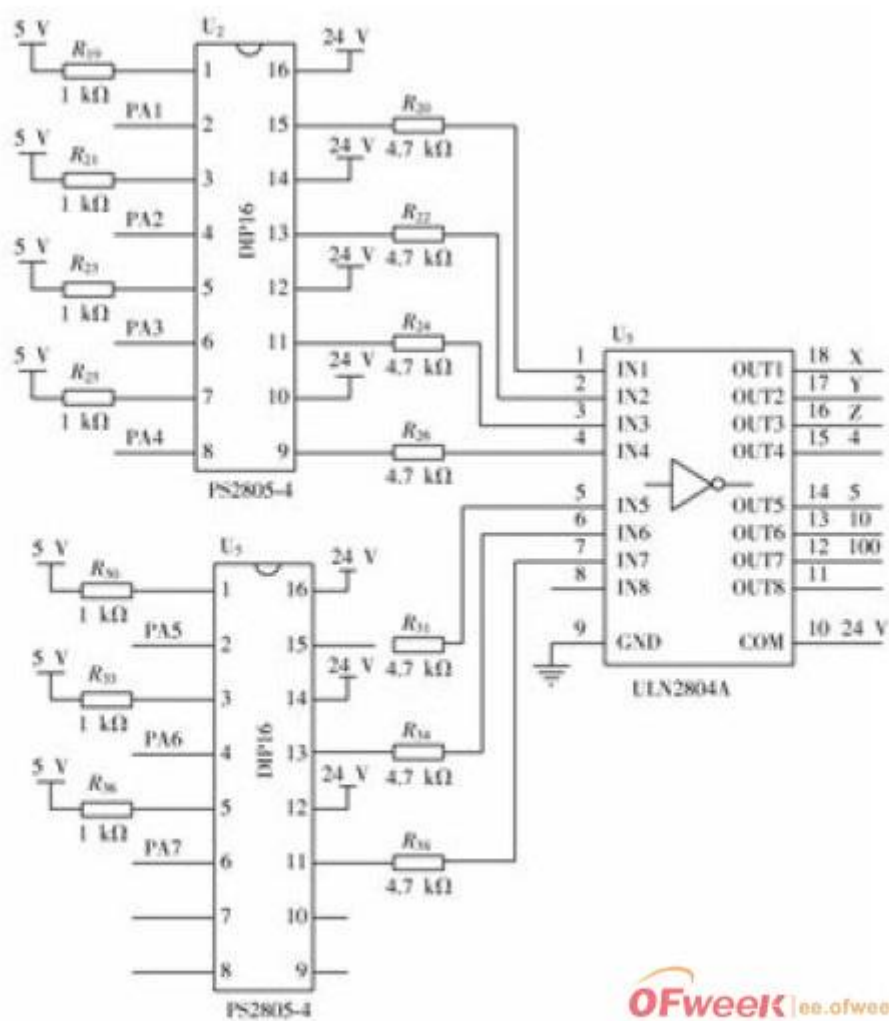 5 V
R19
1 kΩ
PA1
5 V
R21
1 kΩ
PA2
5 V
R23
1 kΩ
PA3
5 V
R25
1 kΩ
PA4
U2
1
2
3
4
5
6
7
8
DIP16
16
15
14
13
12
11
10
9
PS2805-4
24 V
R20
4.7 kΩ
24 V
R22
4.7 kΩ
24 V
R24
4.7 kΩ
24 V
R26
4.7 kΩ
5 V
R30
1 kΩ
PA5
5 V
R33
1 kΩ
PA6
5 V
R36
1 kΩ
PA7
1
2
3
4
5
6
7
8
DIP16
16
15
14
13
12
11
10
9
PS2805-4
24 V
R31
4.7 kΩ
24 V
R34
4.7 kΩ
24 V
4.7 kΩ
1 IN1 OUT1 18 X
2 IN2 OUT2 17 Y
3 IN3 OUT3 16 Z
4 IN4 OUT4 15 4
5 IN5 OUT5 14 5
6 IN6 OUT6 13 10
7 IN7 OUT7 12 100
8 IN8 OUT8 11
9 GND COM 10 24 V
ULN2804A
OFweek ee.ofwee